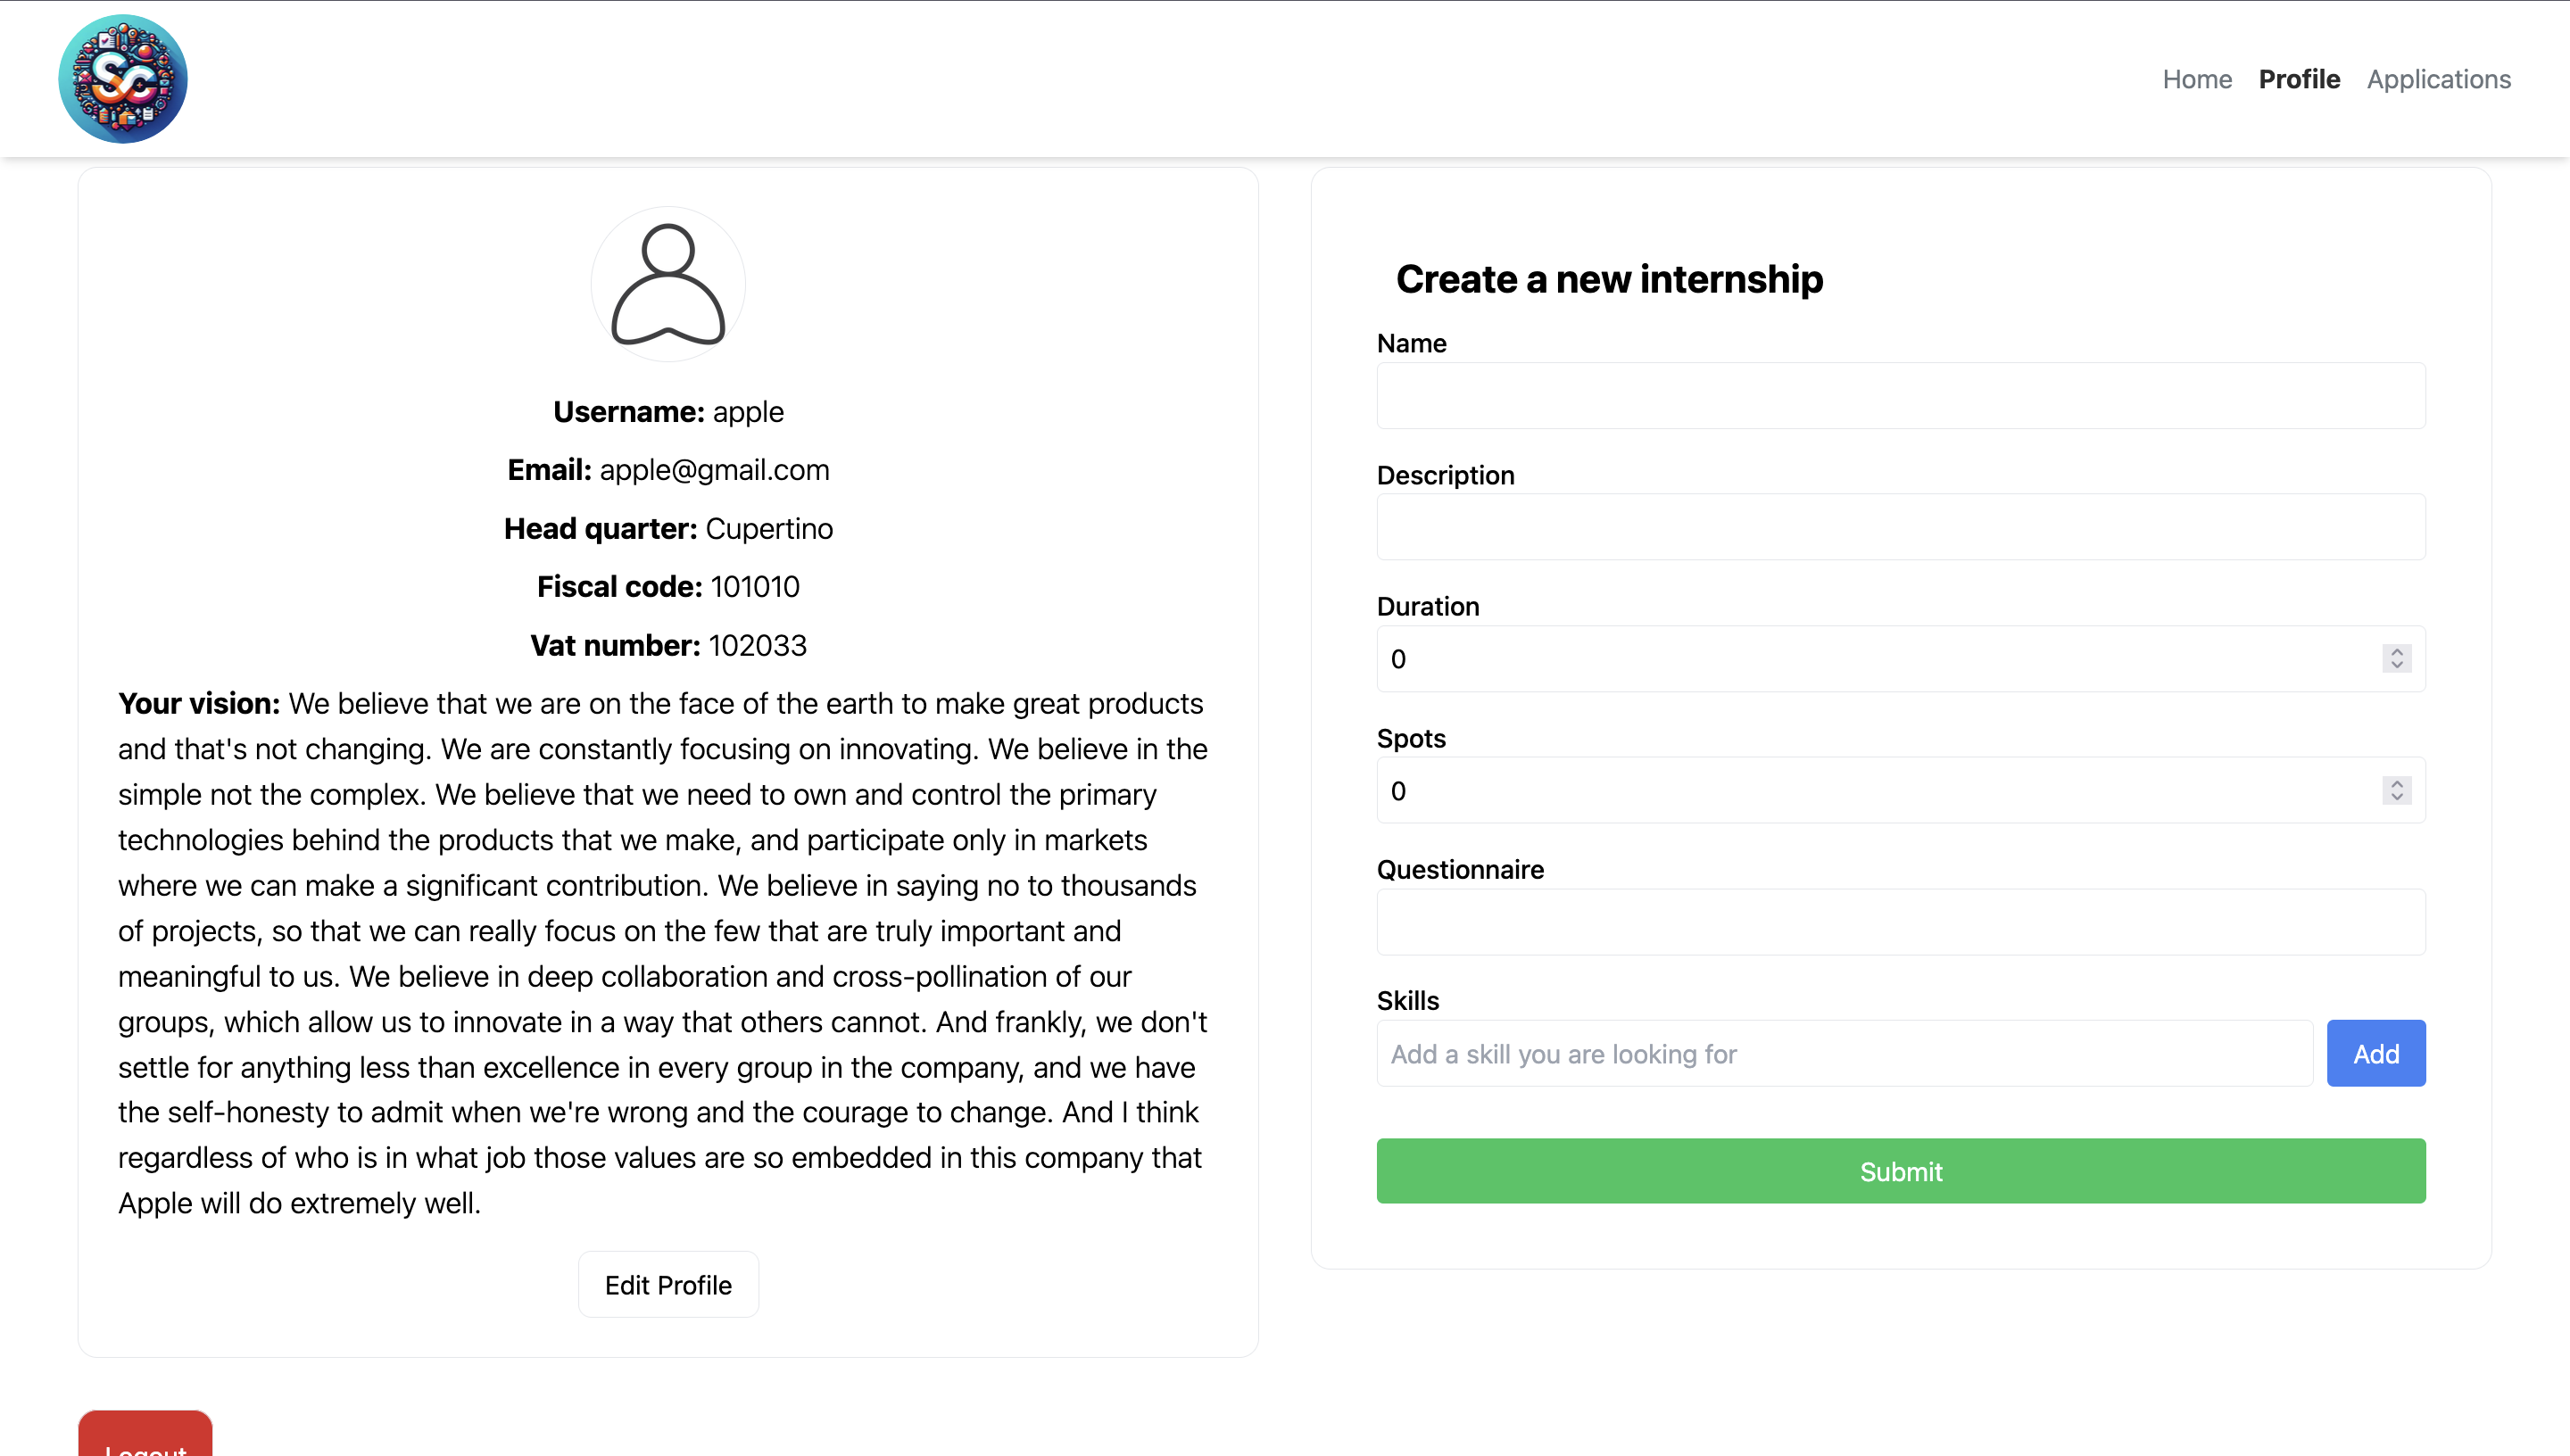 SC
Home Profile Applications
Username: apple
Email: apple@gmail.com
Head quarter: Cupertino
Fiscal code: 101010
Vat number: 102033
Your vision: We believe that we are on the face of the earth to make great products
and that's not changing. We are constantly focusing on innovating. We believe in the
simple not the complex. We believe that we need to own and control the primary
technologies behind the products that we make, and participate only in markets
where we can make a significant contribution. We believe in saying no to thousands
of projects, so that we can really focus on the few that are truly important and
meaningful to us. We believe in deep collaboration and cross-pollination of our
groups, which allow us to innovate in a way that others cannot. And frankly, we don't
settle for anything less than excellence in every group in the company, and we have
the self-honesty to admit when we're wrong and the courage to change. And I think
regardless of who is in what job those values are so embedded in this company that
Apple will do extremely well.
Edit Profile
Logout
Create a new internship
Name
Description
Duration
0
Spots
0
Questionnaire
Skills
Add a skill you are looking for
Add
Submit